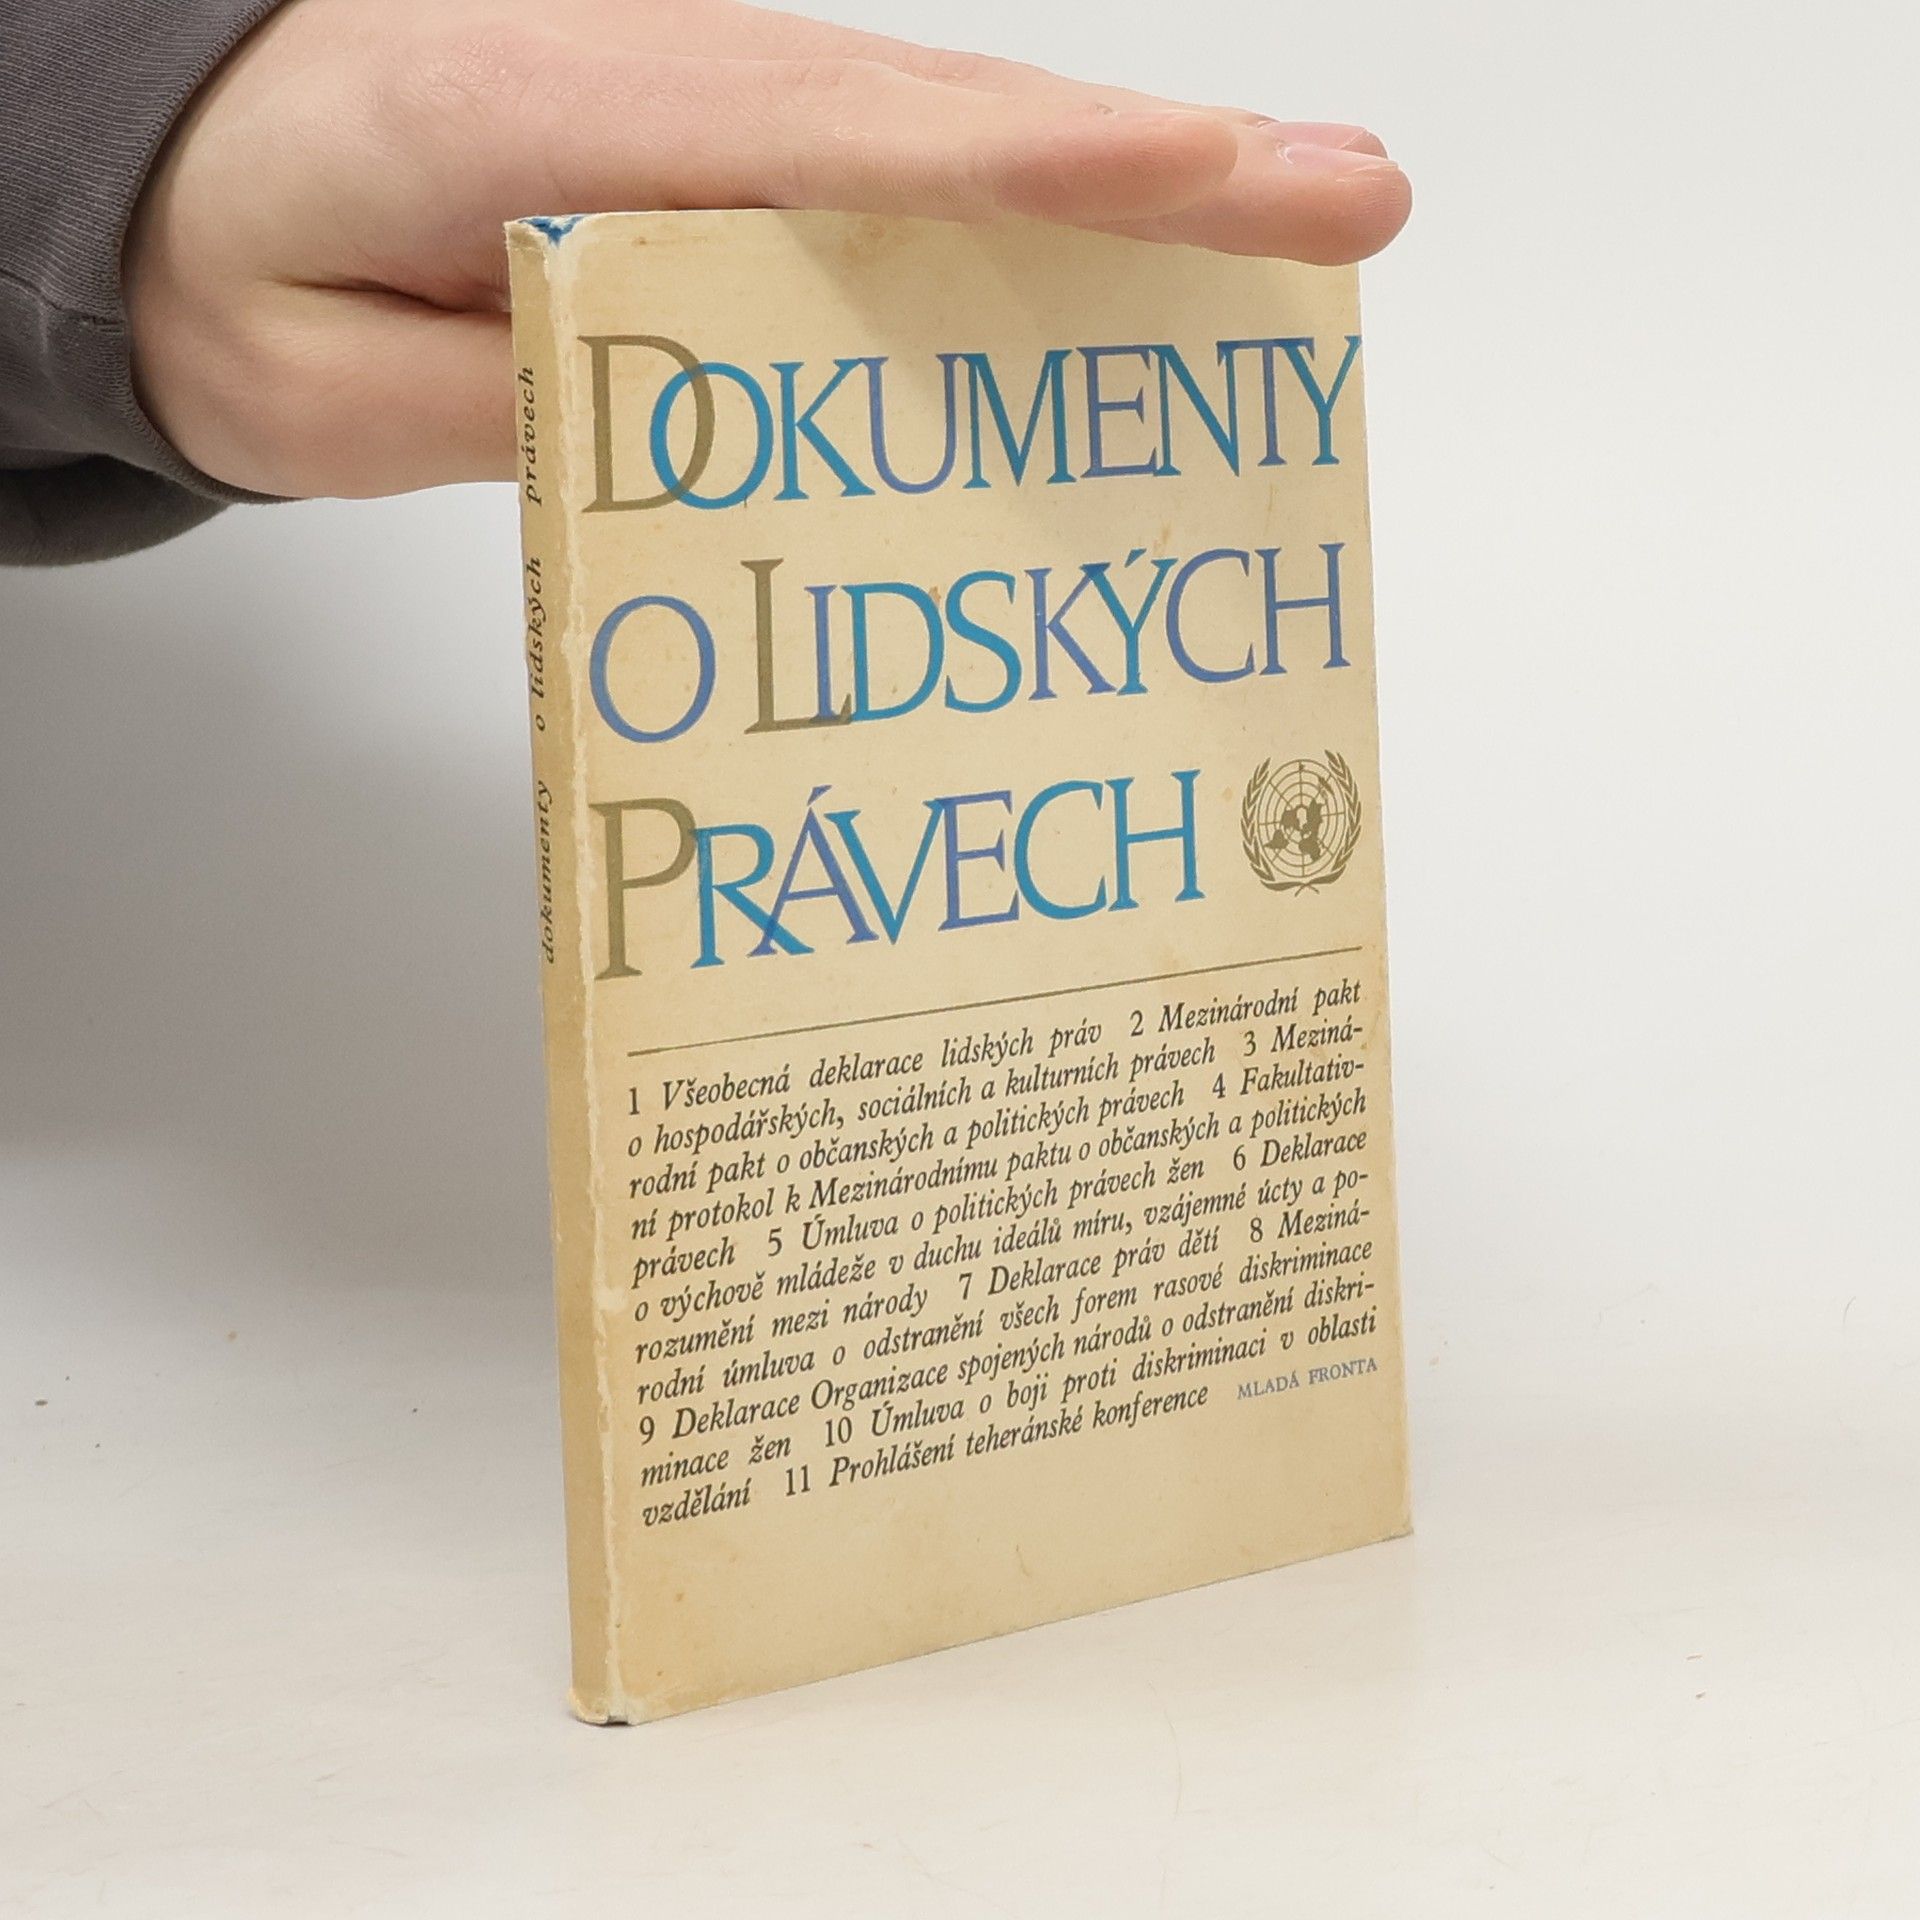 dokumenty o lidských právech
DOKUMENTY
O LIDSKÝCH
PRÁVECH
1 Všeobecná deklarace lidských práv 2 Mezinárodní pakt
o hospodářských, sociálních a kulturních právech 3 Meziná-
rodní pakt o občanských a politických právech 4 Fakultativ-
ní protokol k Mezinárodnímu paktu o občanských a politických
právech 5 Úmluva o politických právech žen 6 Deklarace
o výchově mládeže v duchu ideálů míru, vzájemné úcty a po-
rozumění mezi národy 7 Deklarace práv dětí 8 Meziná-
rodní úmluva o odstranění všech forem rasové diskriminace
9 Deklarace Organizace spojených národů o odstranění diskri-
minace žen 10 Úmluva o boji proti diskriminaci v oblasti
vzdělání 11 Prohlášení teheránské konference MLADÁ FRONTA